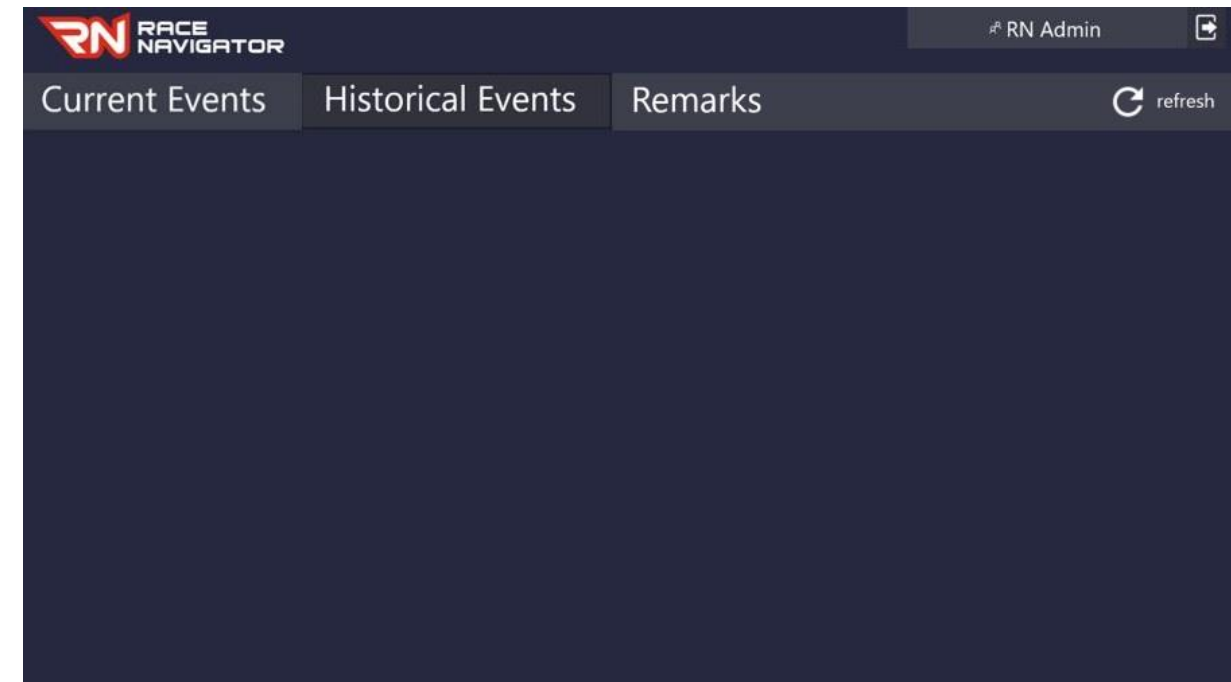 RN RACE
NAVIGATOR
RN Admin
Current Events Historical Events Remarks refresh